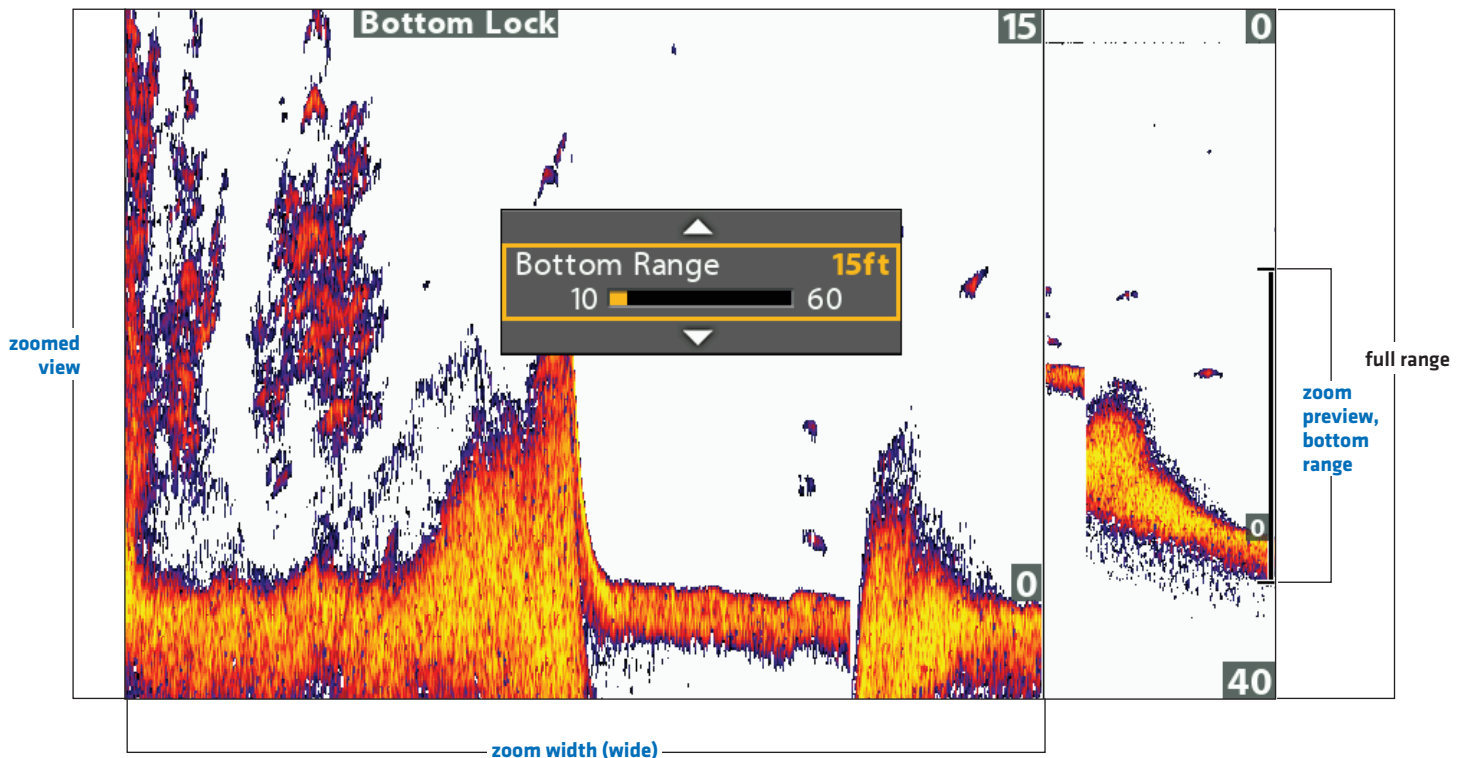 Bottom Lock
15
0
Bottom Range 15ft
10 60
zoomed
view
full range
zoom
preview,
bottom
range
0
0
40
zoom width (wide)